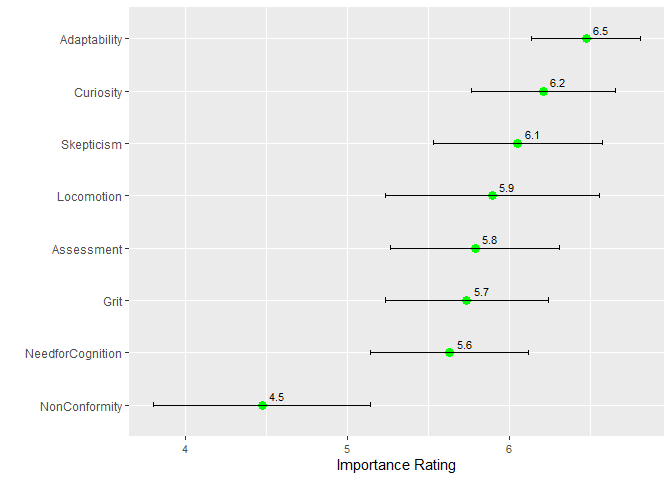 Adaptability 6.5
Curiosity 6.2
Skepticism 6.1
Locomotion 5.9
Assessment 5.8
Grit 5.7
NeedforCognition 5.6
NonConformity 4.5
4 5 6
Importance Rating